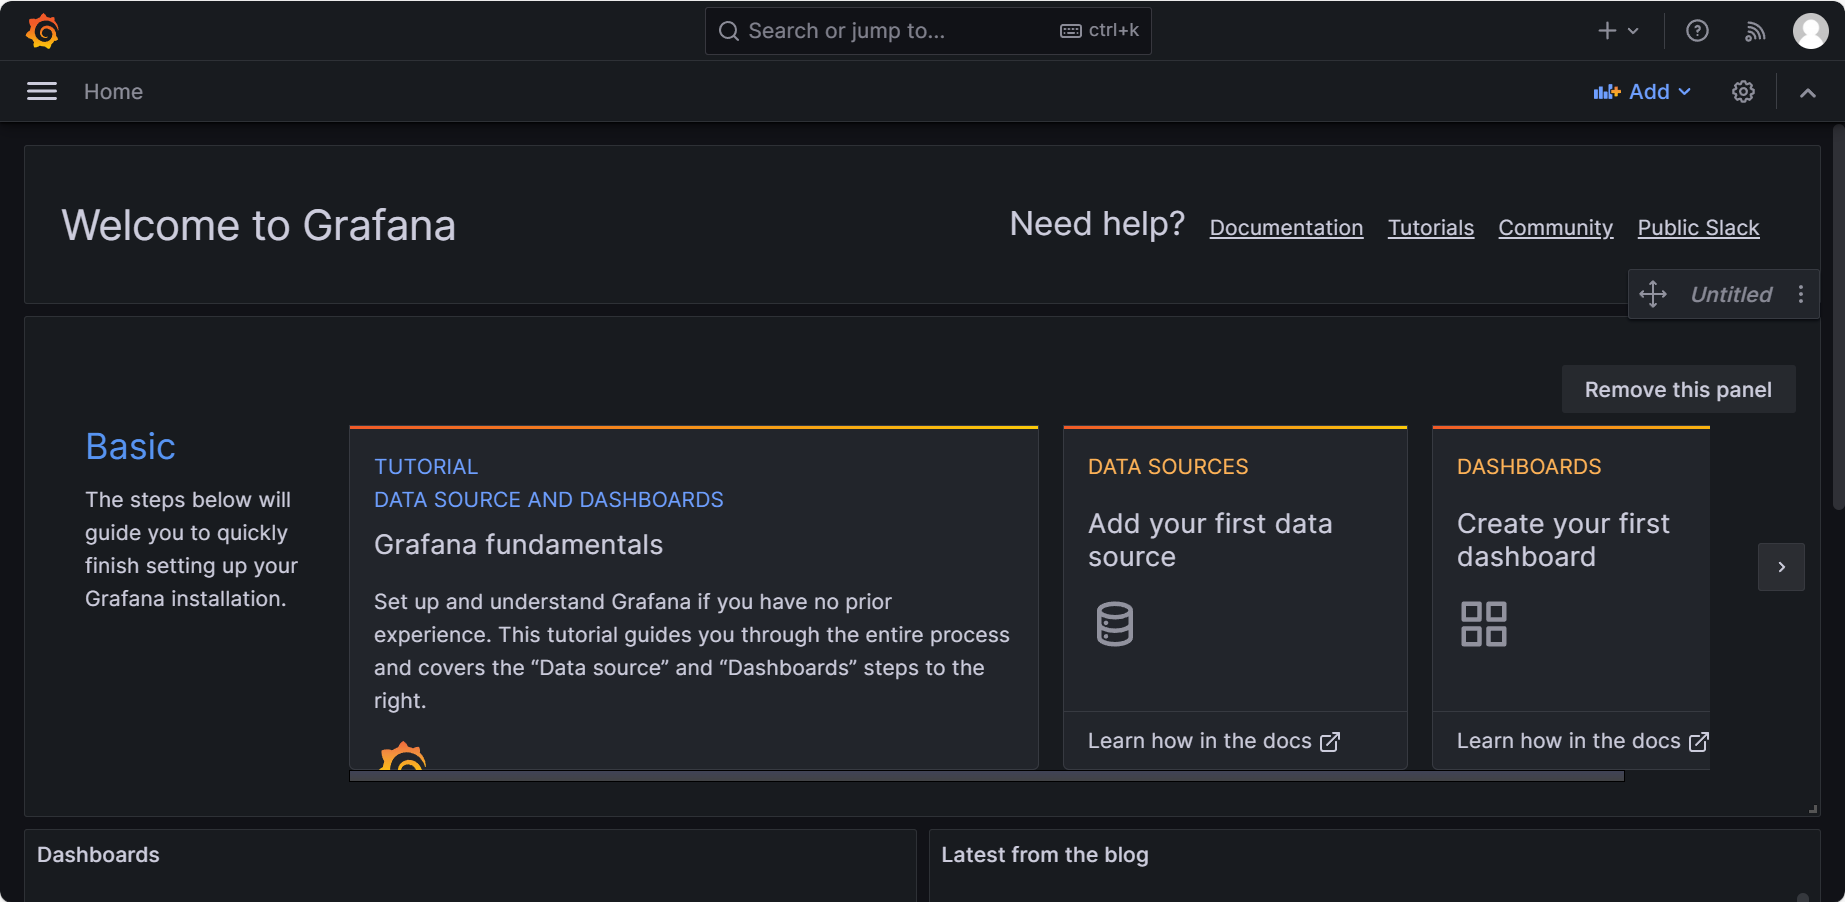 Search or jump to...
ctrl+k
Home
Add
Welcome to Grafana
Need help?
Documentation
Tutorials
Community
Public Slack
Untitled
Remove this panel
Basic
The steps below will
guide you to quickly
finish setting up your
Grafana installation.
TUTORIAL
DATA SOURCE AND DASHBOARDS
Grafana fundamentals
Set up and understand Grafana if you have no prior
experience. This tutorial guides you through the entire process
and covers the “Data source” and “Dashboards” steps to the
right.
DATA SOURCES
Add your first data
source
Learn how in the docs
DASHBOARDS
Create your first
dashboard
Learn how in the docs
Dashboards
Latest from the blog